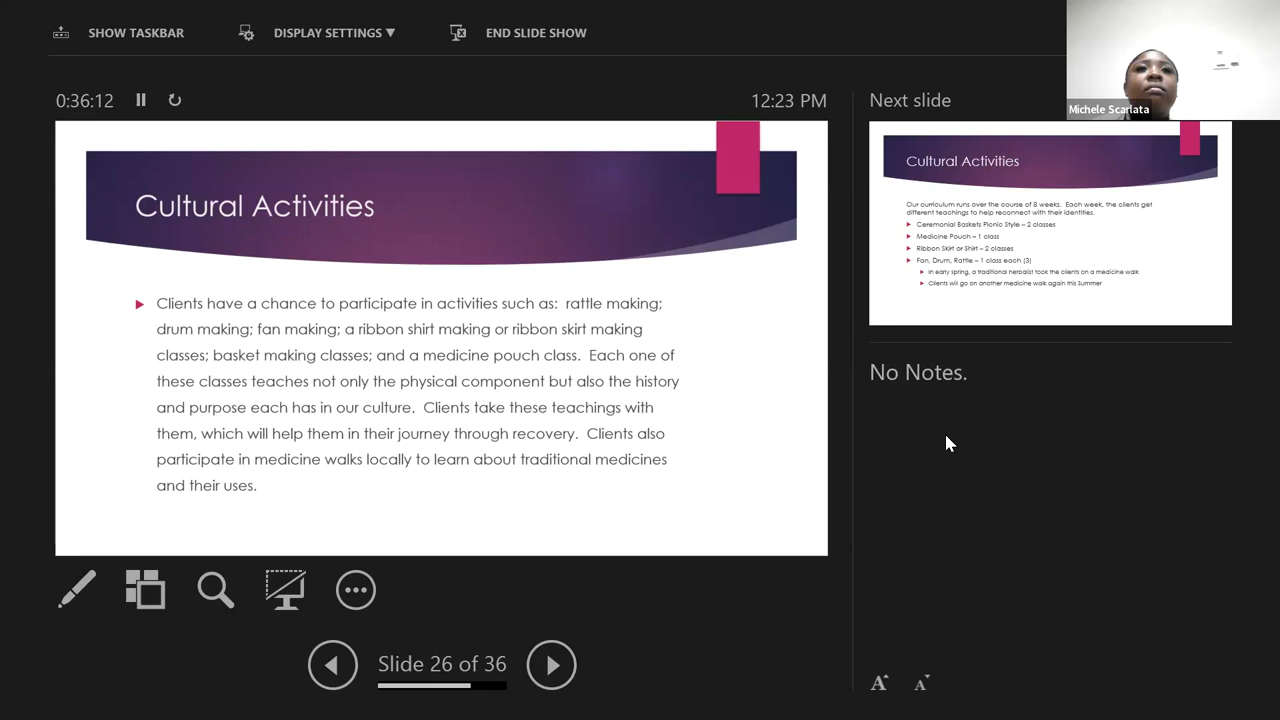 SHOW TASKBAR
DISPLAY SETTINGS ▼
END SLIDE SHOW
Michele Scarlata
0:36:12
12:23 PM
Cultural Activities
Clients have a chance to participate in activities such as:  rattle making;
drum making; fan making; a ribbon shirt making or ribbon skirt making
classes; basket making classes; and a medicine pouch class.  Each one of
these classes teaches not only the physical component but also the history
and purpose each has in our culture.  Clients take these teachings with
them, which will help them in their journey through recovery.  Clients also
participate in medicine walks locally to learn about traditional medicines
and their uses.
Slide 26 of 36
Next slide
Cultural Activities
Our curriculum runs over the course of 8 weeks.  Each week, the clients get
different teachings to help reconnect with their identities.
Ceremonial Baskets Picnic Style – 2 classes
Medicine Pouch – 1 class
Ribbon Skirt or Shirt – 2 classes
Fan, Drum, Rattle – 1 class each (3)
In early spring, a traditional herbalist took the clients on a medicine walk
Clients will go on another medicine walk again this Summer
No Notes.
A A